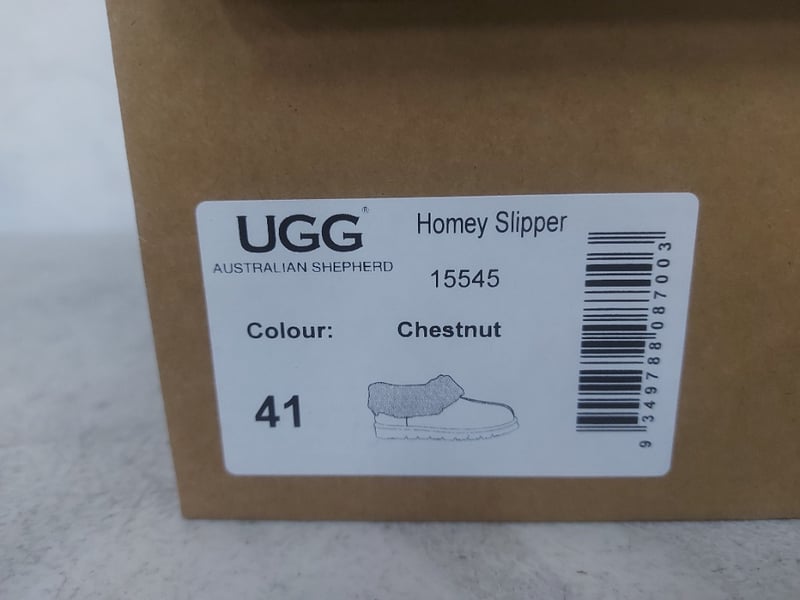 UGG®
AUSTRALIAN SHEPHERD
Homey Slipper
15545
Colour: Chestnut
41
9 349788 087003